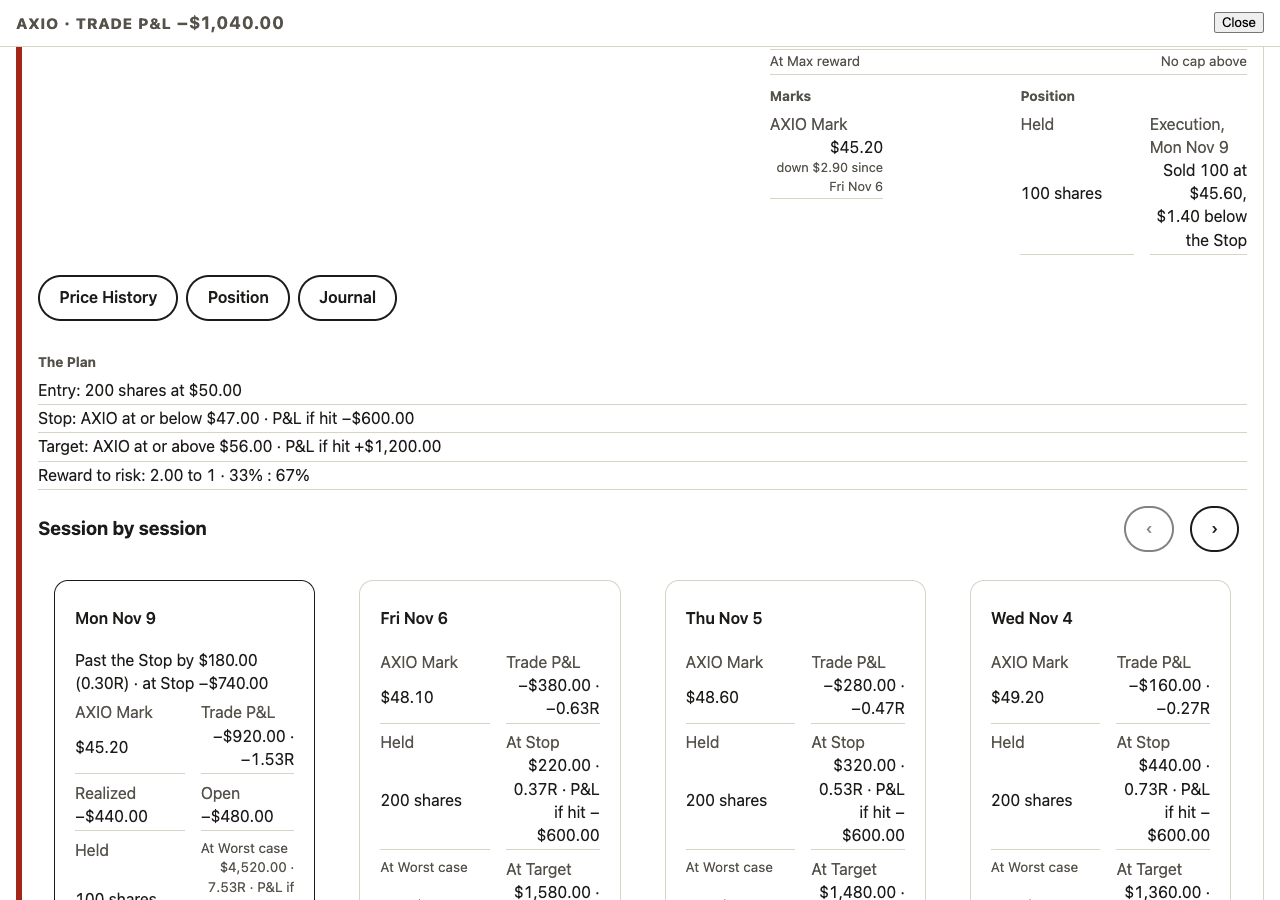 AXIO · TRADE P&L −$1,040.00
Close
At Max reward
No cap above
Marks
Position
AXIO Mark
$45.20
down $2.90 since
Fri Nov 6
Held
100 shares
Execution,
Mon Nov 9
Sold 100 at
$45.60,
$1.40 below
the Stop
Price History
Position
Journal
The Plan
Entry: 200 shares at $50.00
Stop: AXIO at or below $47.00 · P&L if hit −$600.00
Target: AXIO at or above $56.00 · P&L if hit +$1,200.00
Reward to risk: 2.00 to 1 · 33% : 67%
Session by session
‹
›
Mon Nov 9
Past the Stop by $180.00
(0.30R) · at Stop −$740.00
AXIO Mark
$45.20
Trade P&L
−$920.00 ·
−1.53R
Realized
−$440.00
Open
−$480.00
Held
100 shares
At Worst case
$4,520.00 ·
7.53R · P&L if
Fri Nov 6
AXIO Mark
$48.10
Trade P&L
−$380.00 ·
−0.63R
Held
200 shares
At Stop
$220.00 ·
0.37R · P&L
if hit −
$600.00
At Worst case
At Target
$1,580.00 ·
Thu Nov 5
AXIO Mark
$48.60
Trade P&L
−$280.00 ·
−0.47R
Held
200 shares
At Stop
$320.00 ·
0.53R · P&L
if hit −
$600.00
At Worst case
At Target
$1,480.00 ·
Wed Nov 4
AXIO Mark
$49.20
Trade P&L
−$160.00 ·
−0.27R
Held
200 shares
At Stop
$440.00 ·
0.73R · P&L
if hit −
$600.00
At Worst case
At Target
$1,360.00 ·